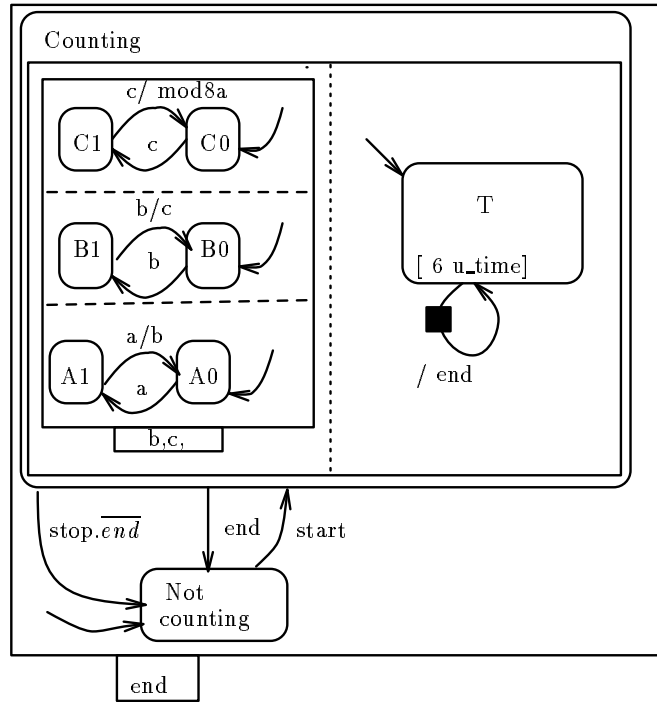 Counting
c/ mod8a
C1
c
C0
b/c
B1
b
B0
a/b
A1
a
A0
b,c,
T
[ 6 u_time]
/ end
stop.end
end
start
Not
counting
end